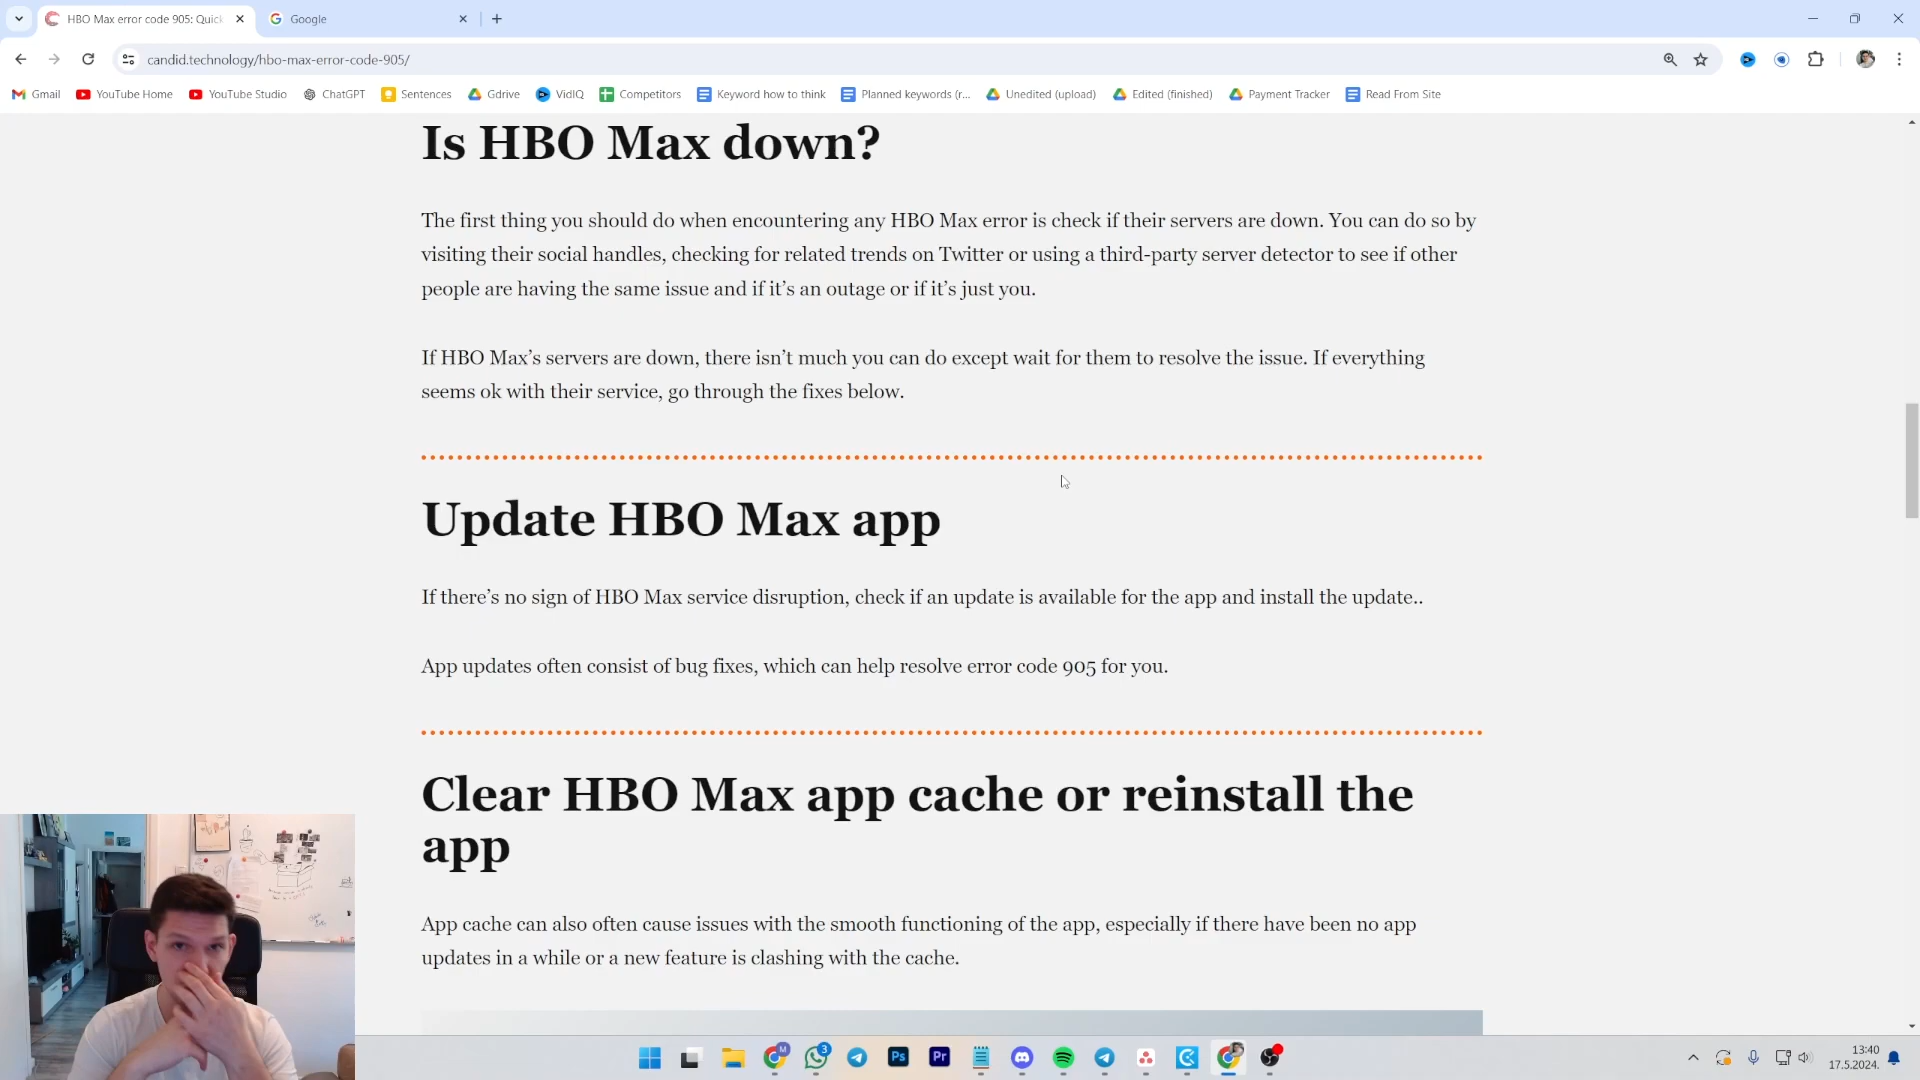 HBO Max error code 905: Quick
Google
candid.technology/hbo-max-error-code-905/
Gmail
YouTube Home
YouTube Studio
ChatGPT
Sentences
Gdrive
VidIQ
Competitors
Keyword how to think
Planned keywords (r...
Unedited (upload)
Edited (finished)
Payment Tracker
Read From Site
Is HBO Max down?
The first thing you should do when encountering any HBO Max error is check if their servers are down. You can do so by
visiting their social handles, checking for related trends on Twitter or using a third-party server detector to see if other
people are having the same issue and if it’s an outage or if it’s just you.
If HBO Max’s servers are down, there isn’t much you can do except wait for them to resolve the issue. If everything
seems ok with their service, go through the fixes below.
Update HBO Max app
If there’s no sign of HBO Max service disruption, check if an update is available for the app and install the update..
App updates often consist of bug fixes, which can help resolve error code 905 for you.
Clear HBO Max app cache or reinstall the
app
App cache can also often cause issues with the smooth functioning of the app, especially if there have been no app
updates in a while or a new feature is clashing with the cache.
M
3
Ps
Pr
13:40
17.5.2024.